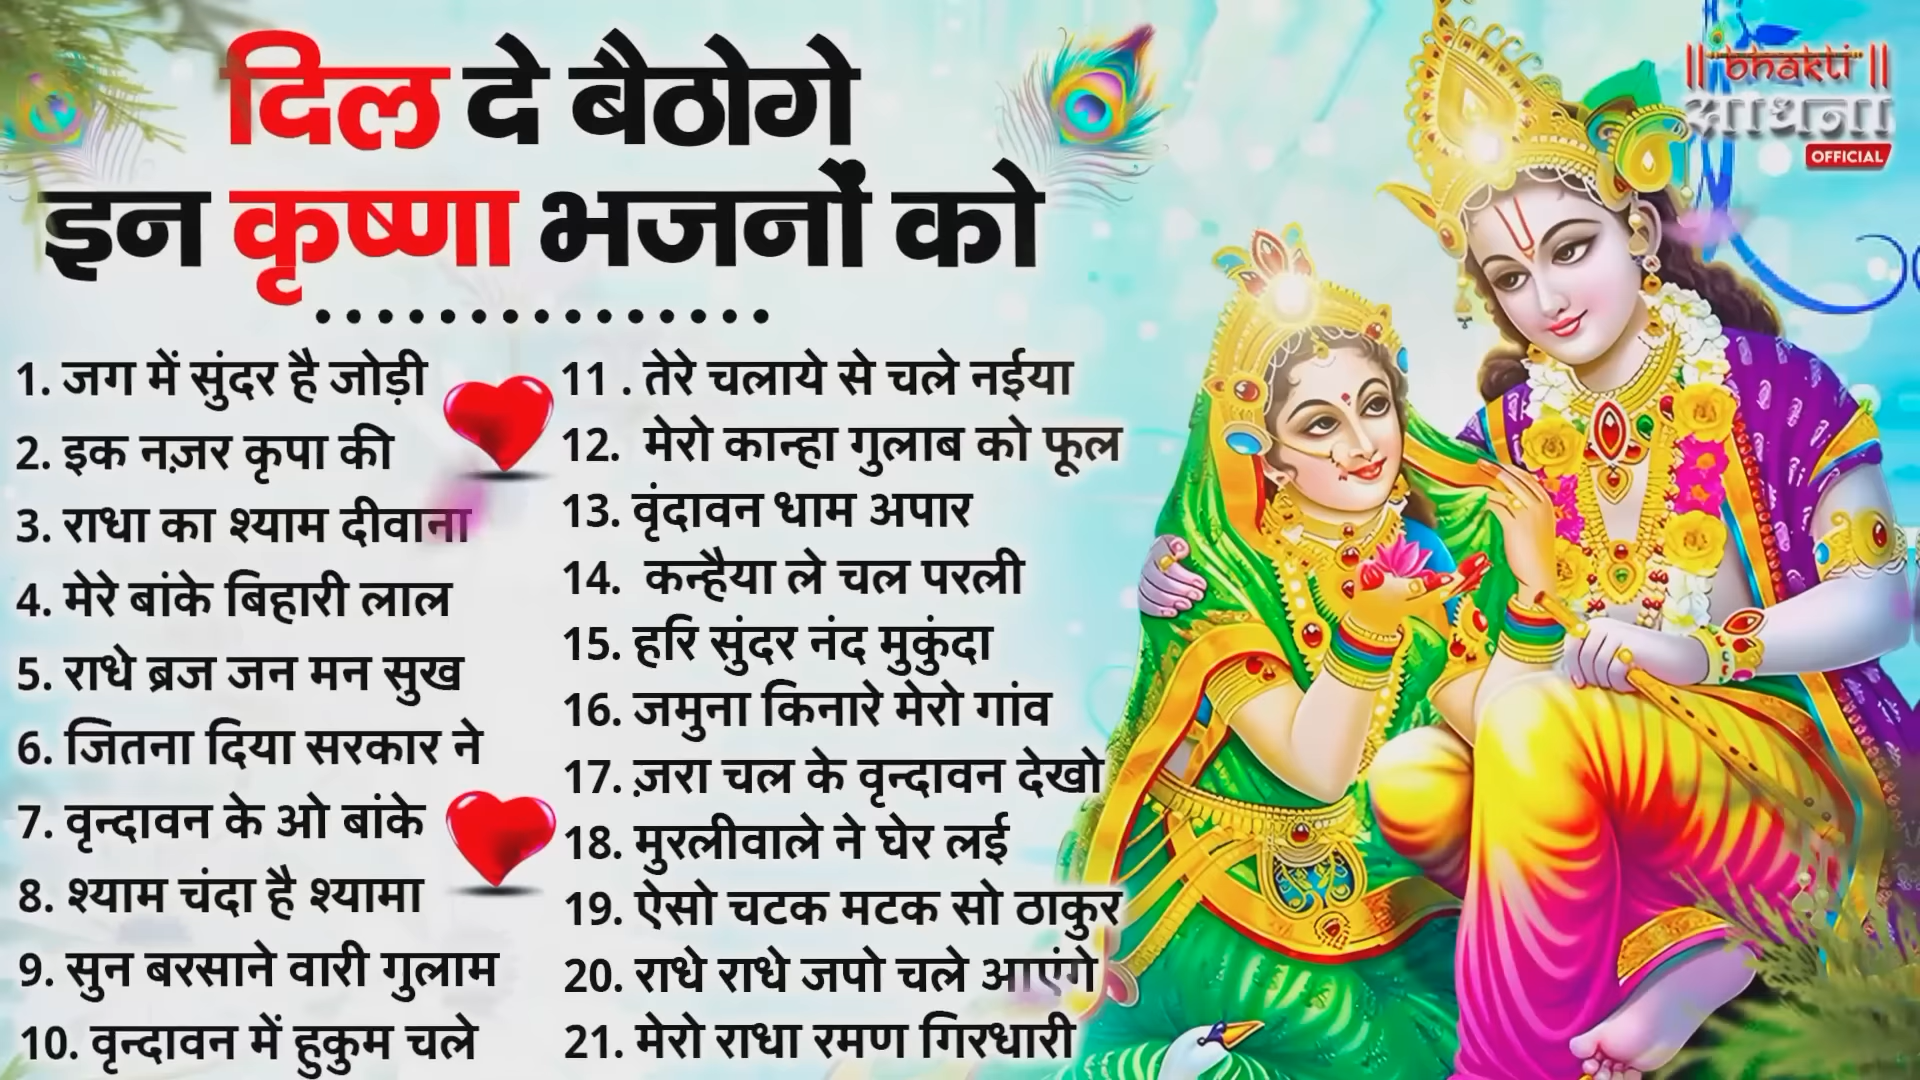 दिल दे बैठोगे
इन कृष्णा भजनों को
|| bhakti ||
साधना
OFFICIAL
1. जग में सुंदर है जोड़ी
2. इक नज़र कृपा की
3. राधा का श्याम दीवाना
4. मेरे बांके बिहारी लाल
5. राधे ब्रज जन मन सुख
6. जितना दिया सरकार ने
7. वृन्दावन के ओ बांके
8. श्याम चंदा है श्यामा
9. सुन बरसाने वारी गुलाम
10. वृन्दावन में हुकुम चले
11 . तेरे चलाये से चले नईया
12. मेरो कान्हा गुलाब को फूल
13. वृंदावन धाम अपार
14. कन्हैया ले चल परली
15. हरि सुंदर नंद मुकुंदा
16. जमुना किनारे मेरो गांव
17. ज़रा चल के वृन्दावन देखो
18. मुरलीवाले ने घेर लई
19. ऐसो चटक मटक सो ठाकुर
20. राधे राधे जपो चले आएंगे
21. मेरो राधा रमण गिरधारी